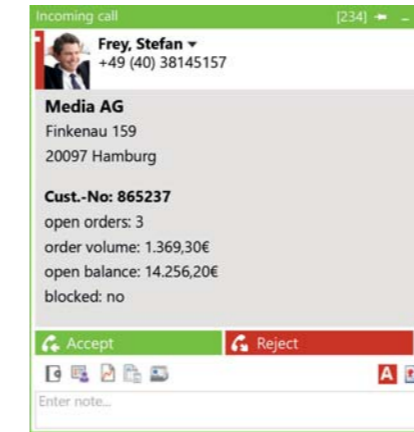 Incoming call [234]
Frey, Stefan
+49 (40) 38145157
Media AG
Finkenau 159
20097 Hamburg
Cust.-No: 865237
open orders: 3
order volume: 1.369,30€
open balance: 14.256,20€
blocked: no
Accept Reject
A
Enter note...